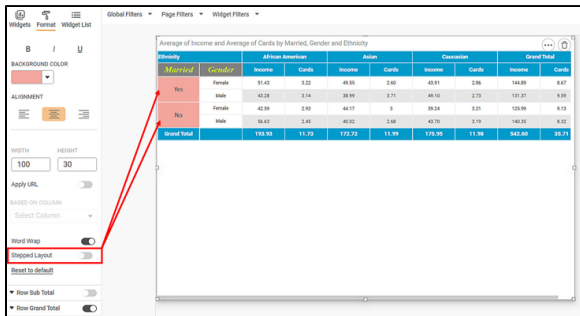 Widgets Format Widget List
Global Filters Page Filters Widget Filters
B I U
BACKGROUND COLOR
ALIGNMENT
WIDTH HEIGHT
100 30
Apply URL
BASED ON COLUMN
Select Column
Word Wrap
Stepped Layout
Reset to default
Row Sub Total
Row Grand Total
Average of Income and Average of Cards by Married, Gender and Ethnicity
Ethnicity African American Asian Caucasian Grand Total
Married Gender Income Cards Income Cards Income Cards Income Cards
Yes Female 51.43 3.22 49.55 2.60 43.91 2.86 144.89 8.67
Male 43.28 3.14 38.99 3.71 49.10 2.73 131.37 9.59
No Female 42.59 2.93 44.17 3 39.24 3.21 125.99 9.13
Male 56.63 2.45 40.02 2.68 43.70 3.19 140.35 8.32
Grand Total 193.93 11.73 172.72 11.99 175.95 11.98 542.60 35.71